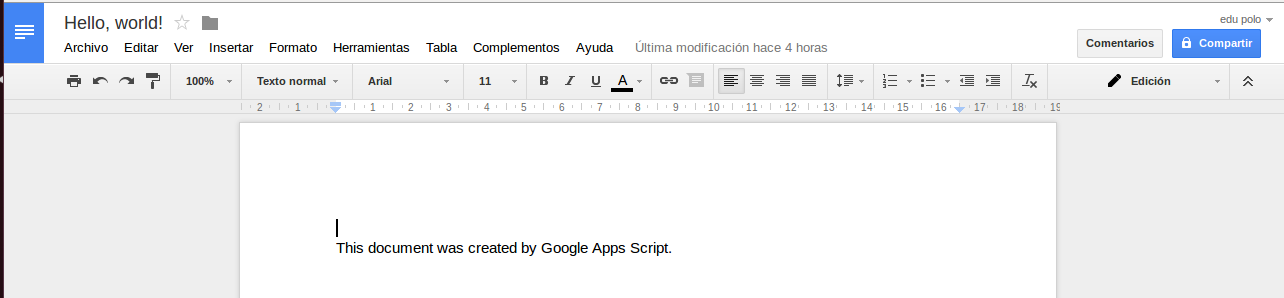 Hello, world!
edu polo
Archivo Editar Ver Insertar Formato Herramientas Tabla Complementos Ayuda Última modificación hace 4 horas
Comentarios Compartir
100% Texto normal Arial 11 B I U A Edición
2 1 1 2 3 4 5 6 7 8 9 10 11 12 13 14 15 16 17 18 19
This document was created by Google Apps Script.